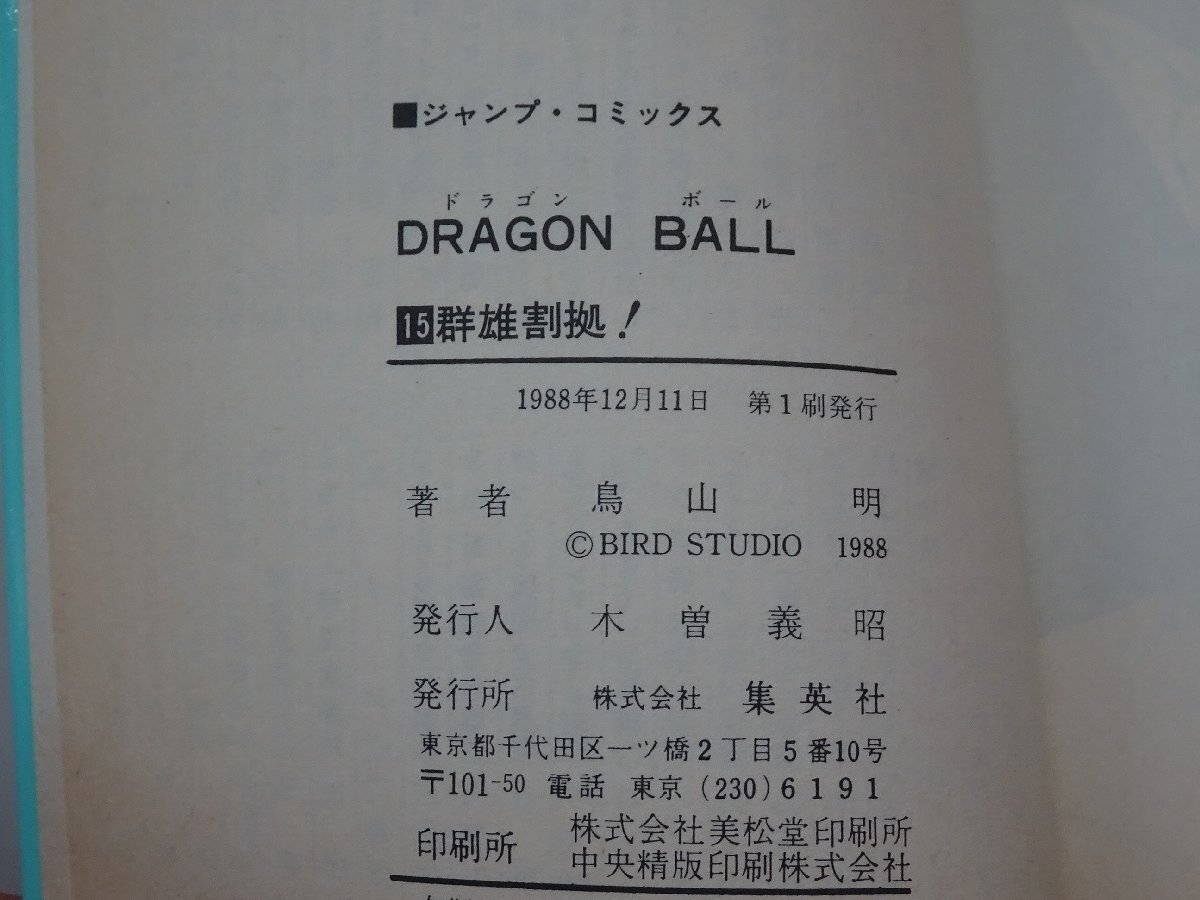 ■ジャンプ・コミックス
ドラゴン ボール
DRAGON BALL
15群雄割拠!
1988年12月11日 第1刷発行
著者 鳥山 明
©BIRD STUDIO 1988
発行人 木曽義昭
発行所 株式会社 集英社
東京都千代田区一ツ橋2丁目5番10号
〒101-50 電話 東京(230)6191
印刷所 株式会社美松堂印刷所
中央精版印刷株式会社